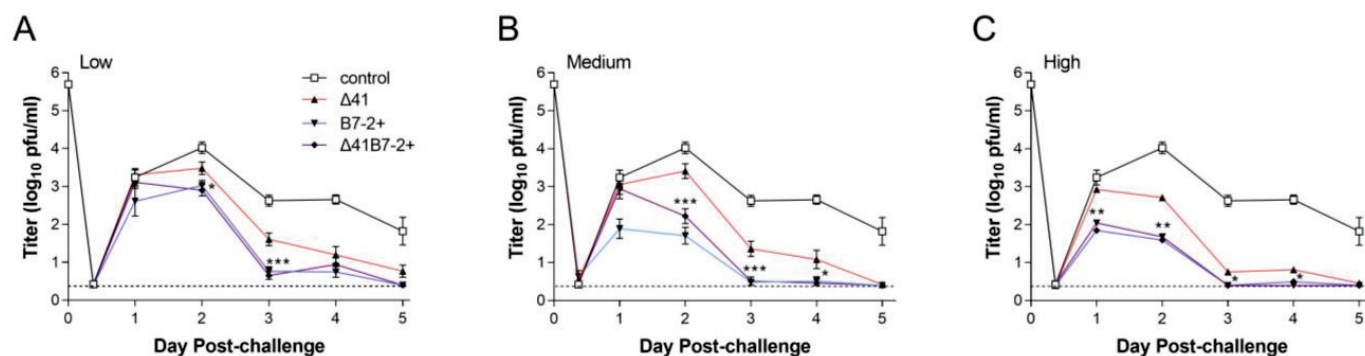 A
Low
Titer (log10 pfu/ml)
6
5
4
3
2
1
0
0 1 2 3 4 5
Day Post-challenge
control
Δ41
B7-2+
Δ41B7-2+
*
***
B
Medium
Titer (log10 pfu/ml)
6
5
4
3
2
1
0
0 1 2 3 4 5
Day Post-challenge
***
***
*
C
High
Titer (log10 pfu/ml)
6
5
4
3
2
1
0
0 1 2 3 4 5
Day Post-challenge
**
**
*
*